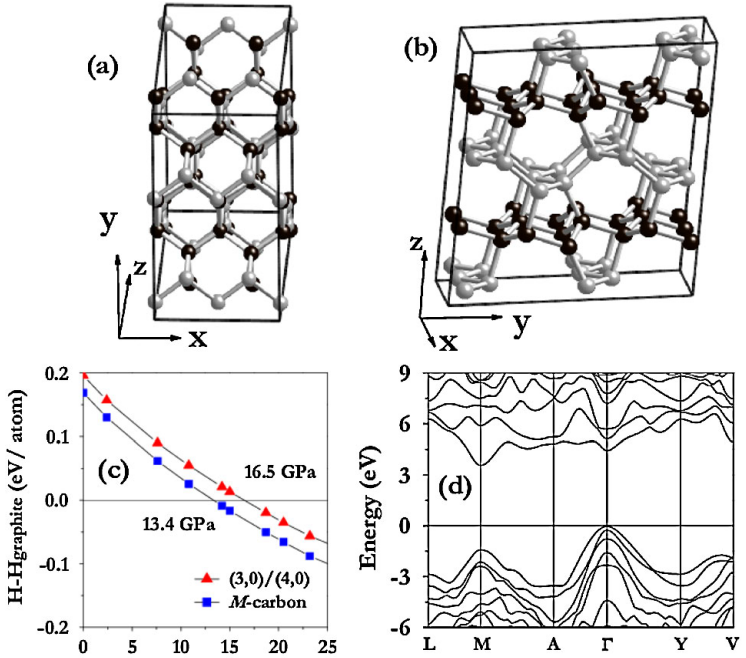 (a)
y
z
x
(b)
z
x
y
H-Hgraphite (eV/ atom)
0.2
0.1
0.0
-0.1
-0.2
(c)
16.5 GPa
13.4 GPa
(3,0)/(4,0)
M-carbon
0 5 10 15 20 25
Energy (eV)
9
6
3
0
-3
-6
(d)
L M A Γ Y V